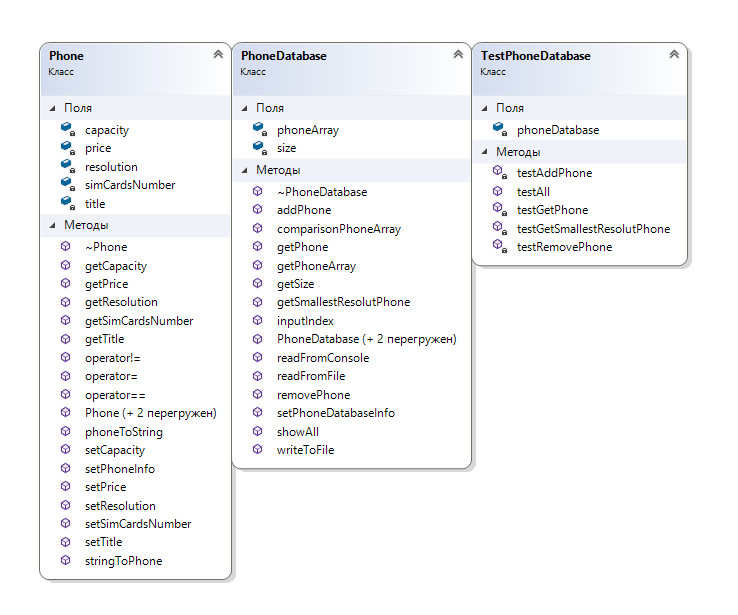 Phone
Класс
Поля
capacity
price
resolution
simCardsNumber
title
Методы
~Phone
getCapacity
getPrice
getResolution
getSimCardsNumber
getTitle
operator!=
operator=
operator==
Phone (+ 2 перегружен)
phoneToString
setCapacity
setPhoneInfo
setPrice
setResolution
setSimCardsNumber
setTitle
stringToPhone
PhoneDatabase
Класс
Поля
phoneArray
size
Методы
~PhoneDatabase
addPhone
comparisonPhoneArray
getPhone
getPhoneArray
getSize
getSmallestResolutPhone
inputIndex
PhoneDatabase (+ 2 перегружен)
readFromConsole
readFromFile
removePhone
setPhoneDatabaseInfo
showAll
writeToFile
TestPhoneDatabase
Класс
Поля
phoneDatabase
Методы
testAddPhone
testAll
testGetPhone
testGetSmallestResolutPhone
testRemovePhone